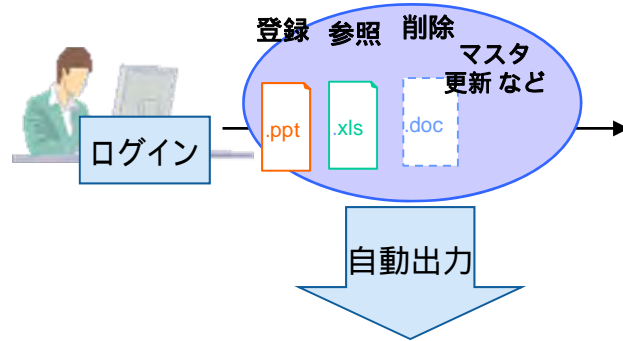 登録 参照 削除
マスタ
更新 など
.ppt .xls .doc
ログイン
自動出力